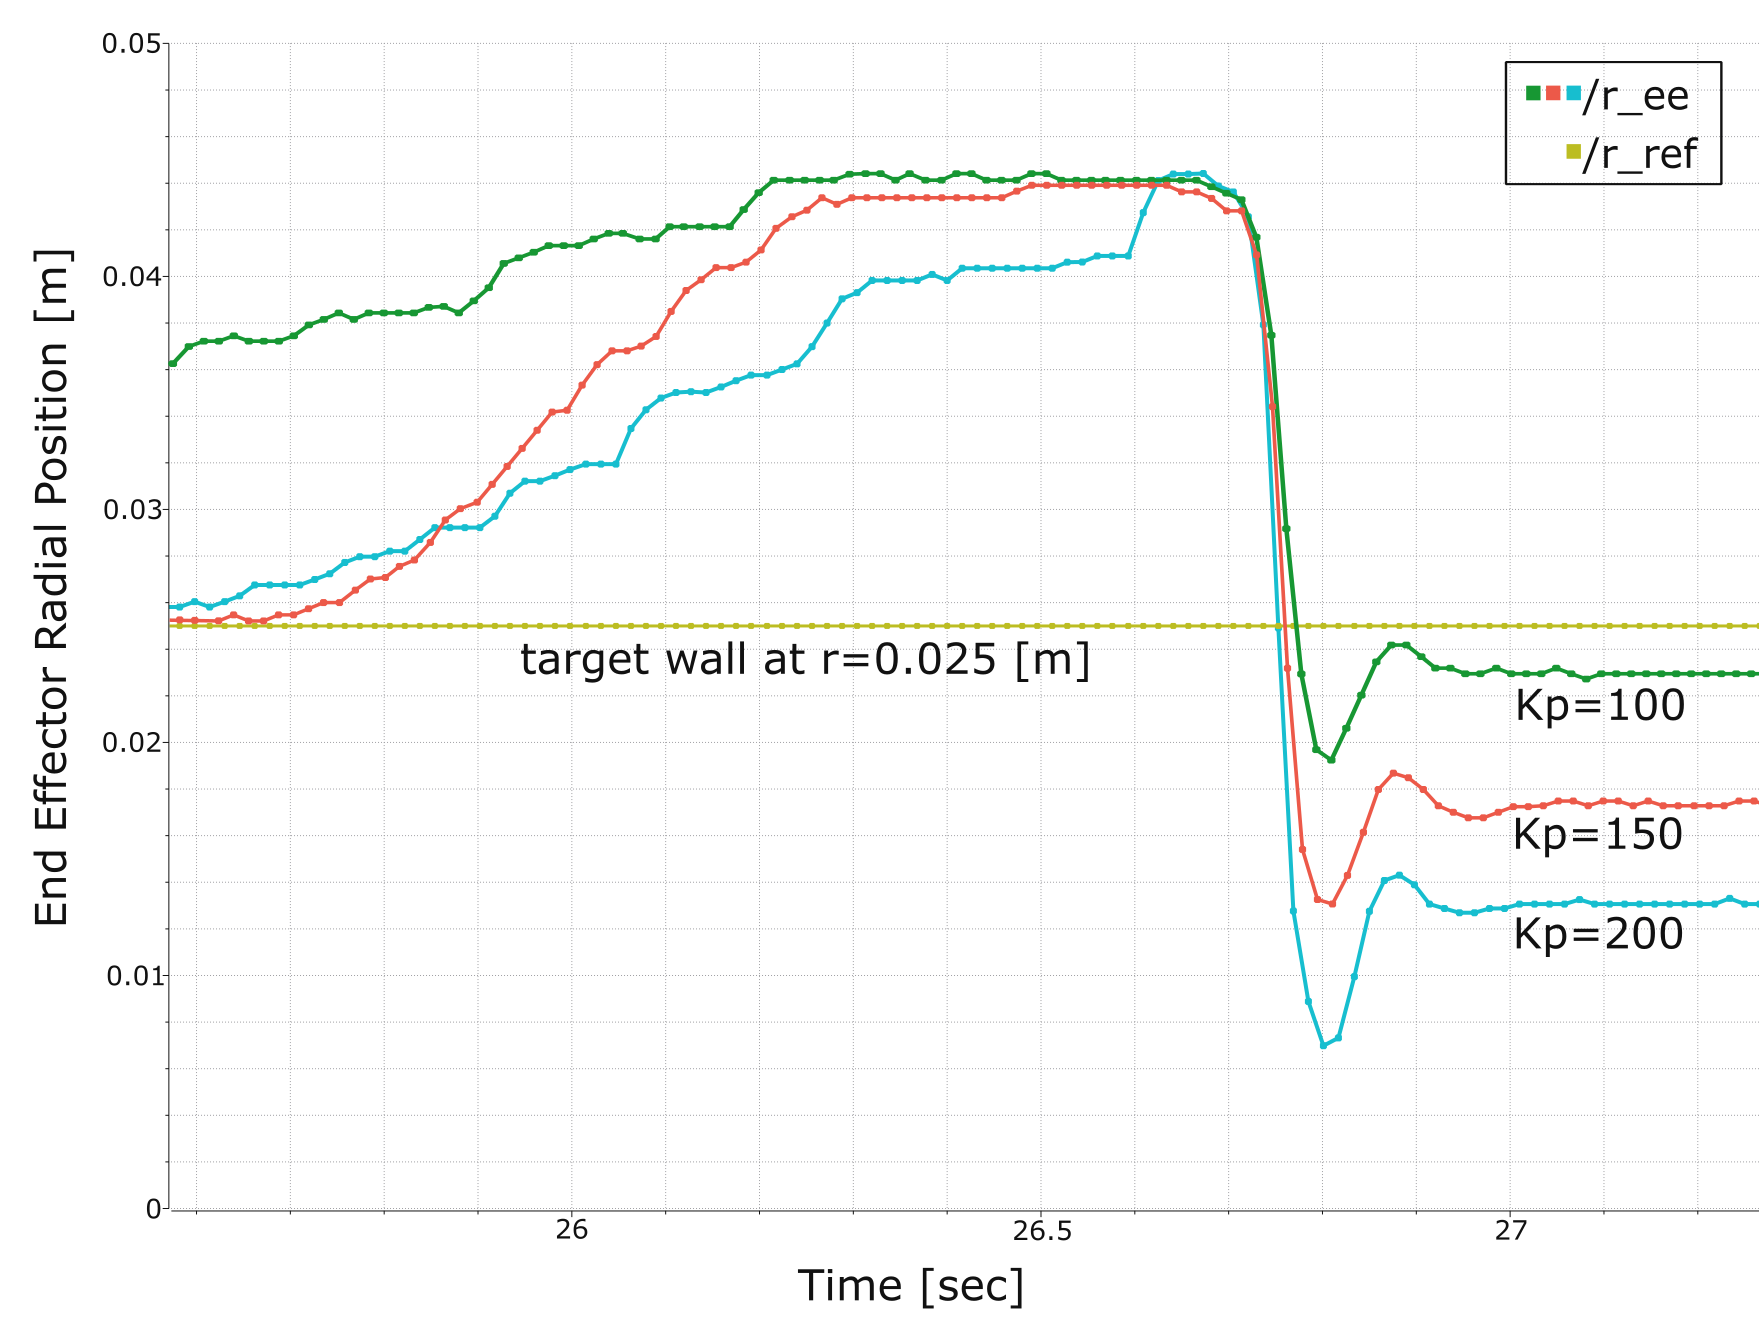 0.05
0.04
0.03
0.02
0.01
0
End Effector Radial Position [m]
/r_ee
/r_ref
target wall at r=0.025 [m]
Kp=100
Kp=150
Kp=200
26
26.5
27
Time [sec]